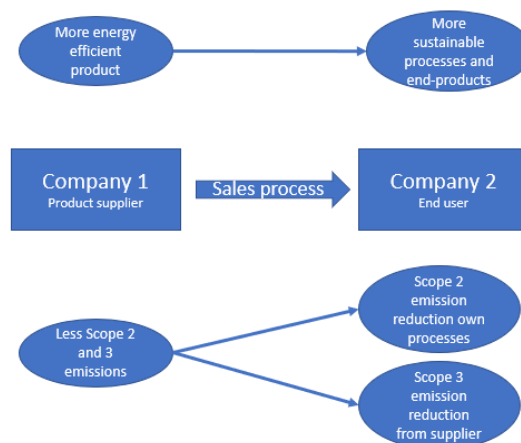 More energy
efficient
product
More
sustainable
processes and
end-products
Company 1
Product supplier
Sales process
Company 2
End user
Less Scope 2
and 3
emissions
Scope 2
emission
reduction own
processes
Scope 3
emission
reduction
from supplier